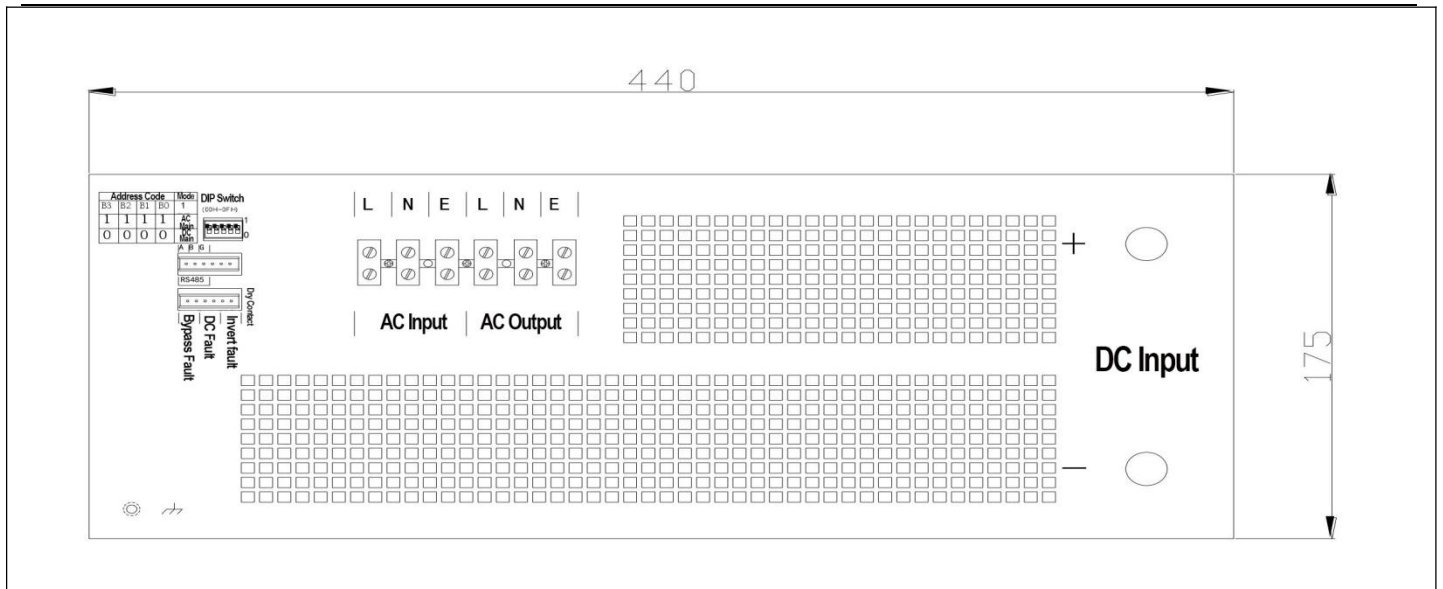 440
Address Code Mode DIP Switch
B3 B2 B1 B0 1 (00H-0FH)
1 1 1 1 AC Main 1
0 0 0 0 DC Main 0
A B G
RS485
Dry Contact
Bypass Fault
DC Fault
Invert fault
L N E L N E
AC Input AC Output
+
DC Input
175
−